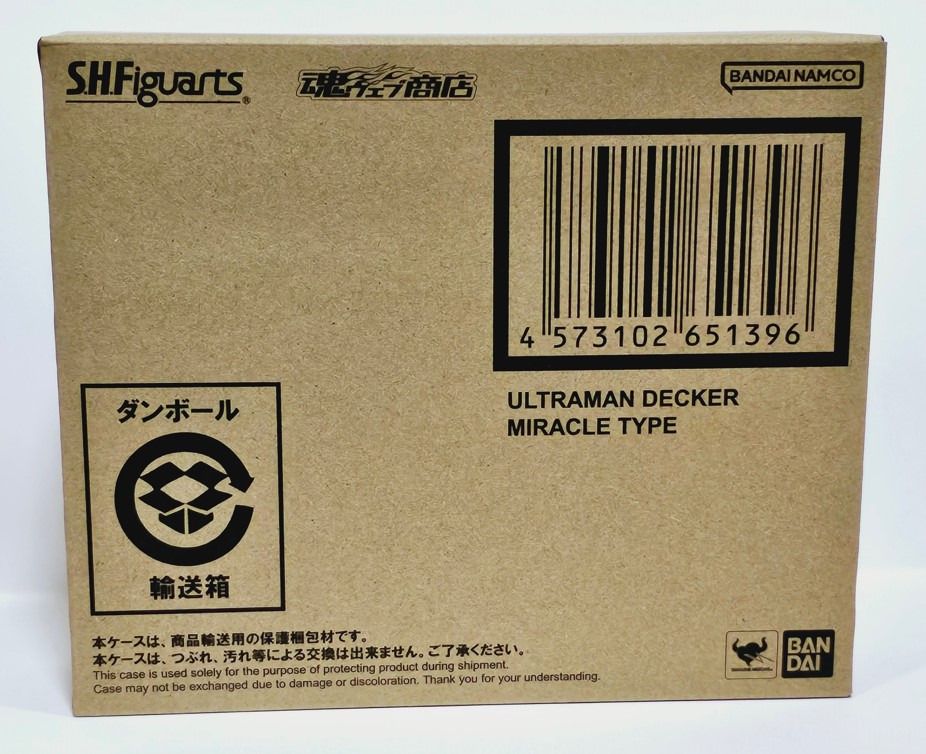 S.H.Figuarts®
魂ウェブ商店
BANDAI NAMCO
4 573102 651396
ULTRAMAN DECKER
MIRACLE TYPE
ダンボール
輸送箱
本ケースは、商品輸送用の保護梱包材です。
本ケースは、つぶれ、汚れ等による交換は出来ません。ご了承ください。
This case is used solely for the purpose of protecting product during shipment.
Case may not be exchanged due to damage or discoloration. Thank you for your understanding.
BAN
DAI